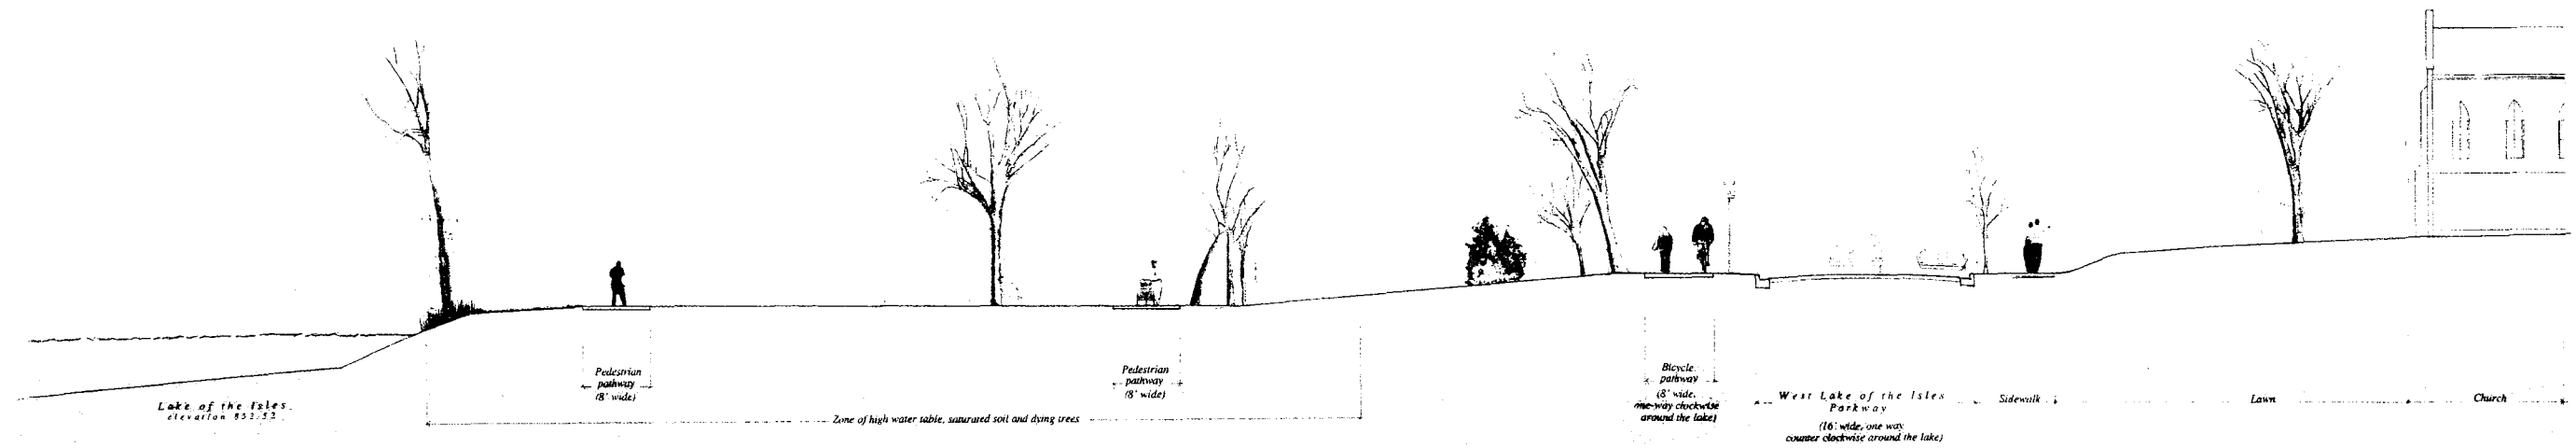 Lake of the Isles
elevation 852.52
Pedestrian
pathway
(8' wide)
Zone of high water table, saturated soil and dying trees
Pedestrian
pathway
(8' wide)
Bicycle
pathway
(8' wide,
one-way clockwise
around the lake)
West Lake of the Isles
Parkway
(16' wide, one way
counter clockwise around the lake)
Sidewalk
Lawn
Church